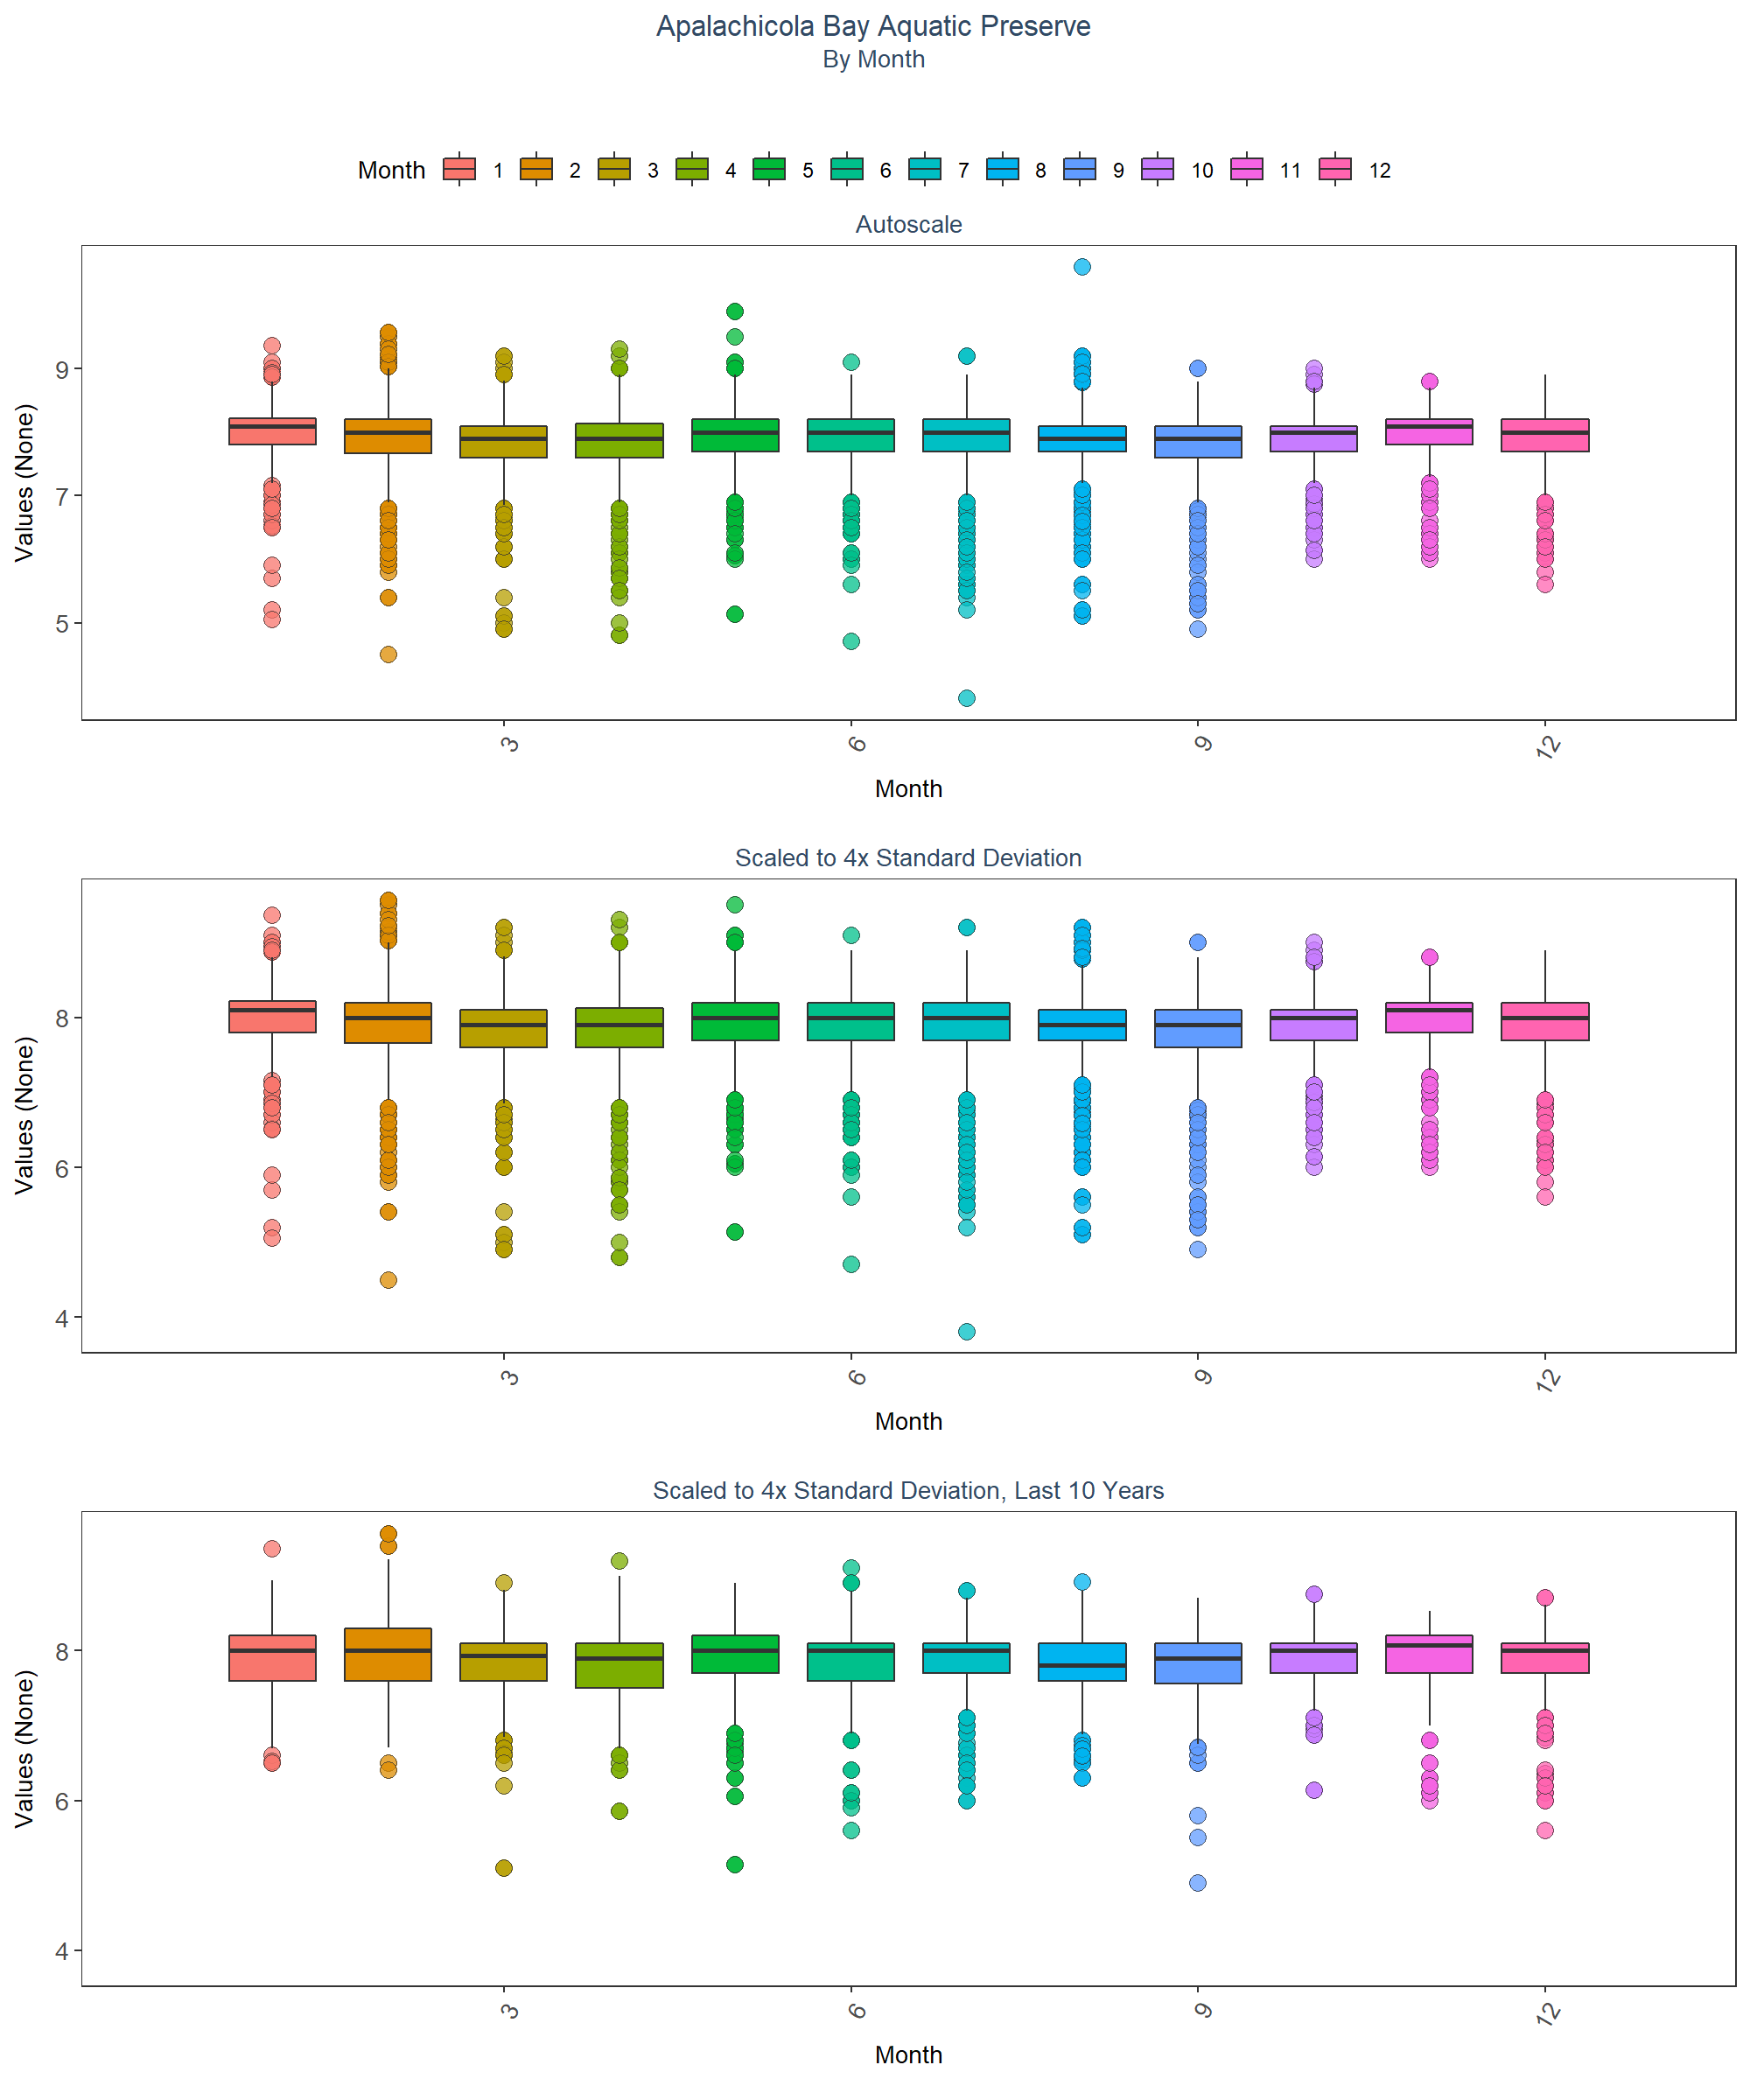 Apalachicola Bay Aquatic Preserve
By Month
Month 1 2 3 4 5 6 7 8 9 10 11 12
Autoscale
Values (None)
9
7
5
3 6 9 12
Month
Scaled to 4x Standard Deviation
Values (None)
8
6
4
3 6 9 12
Month
Scaled to 4x Standard Deviation, Last 10 Years
Values (None)
8
6
4
3 6 9 12
Month